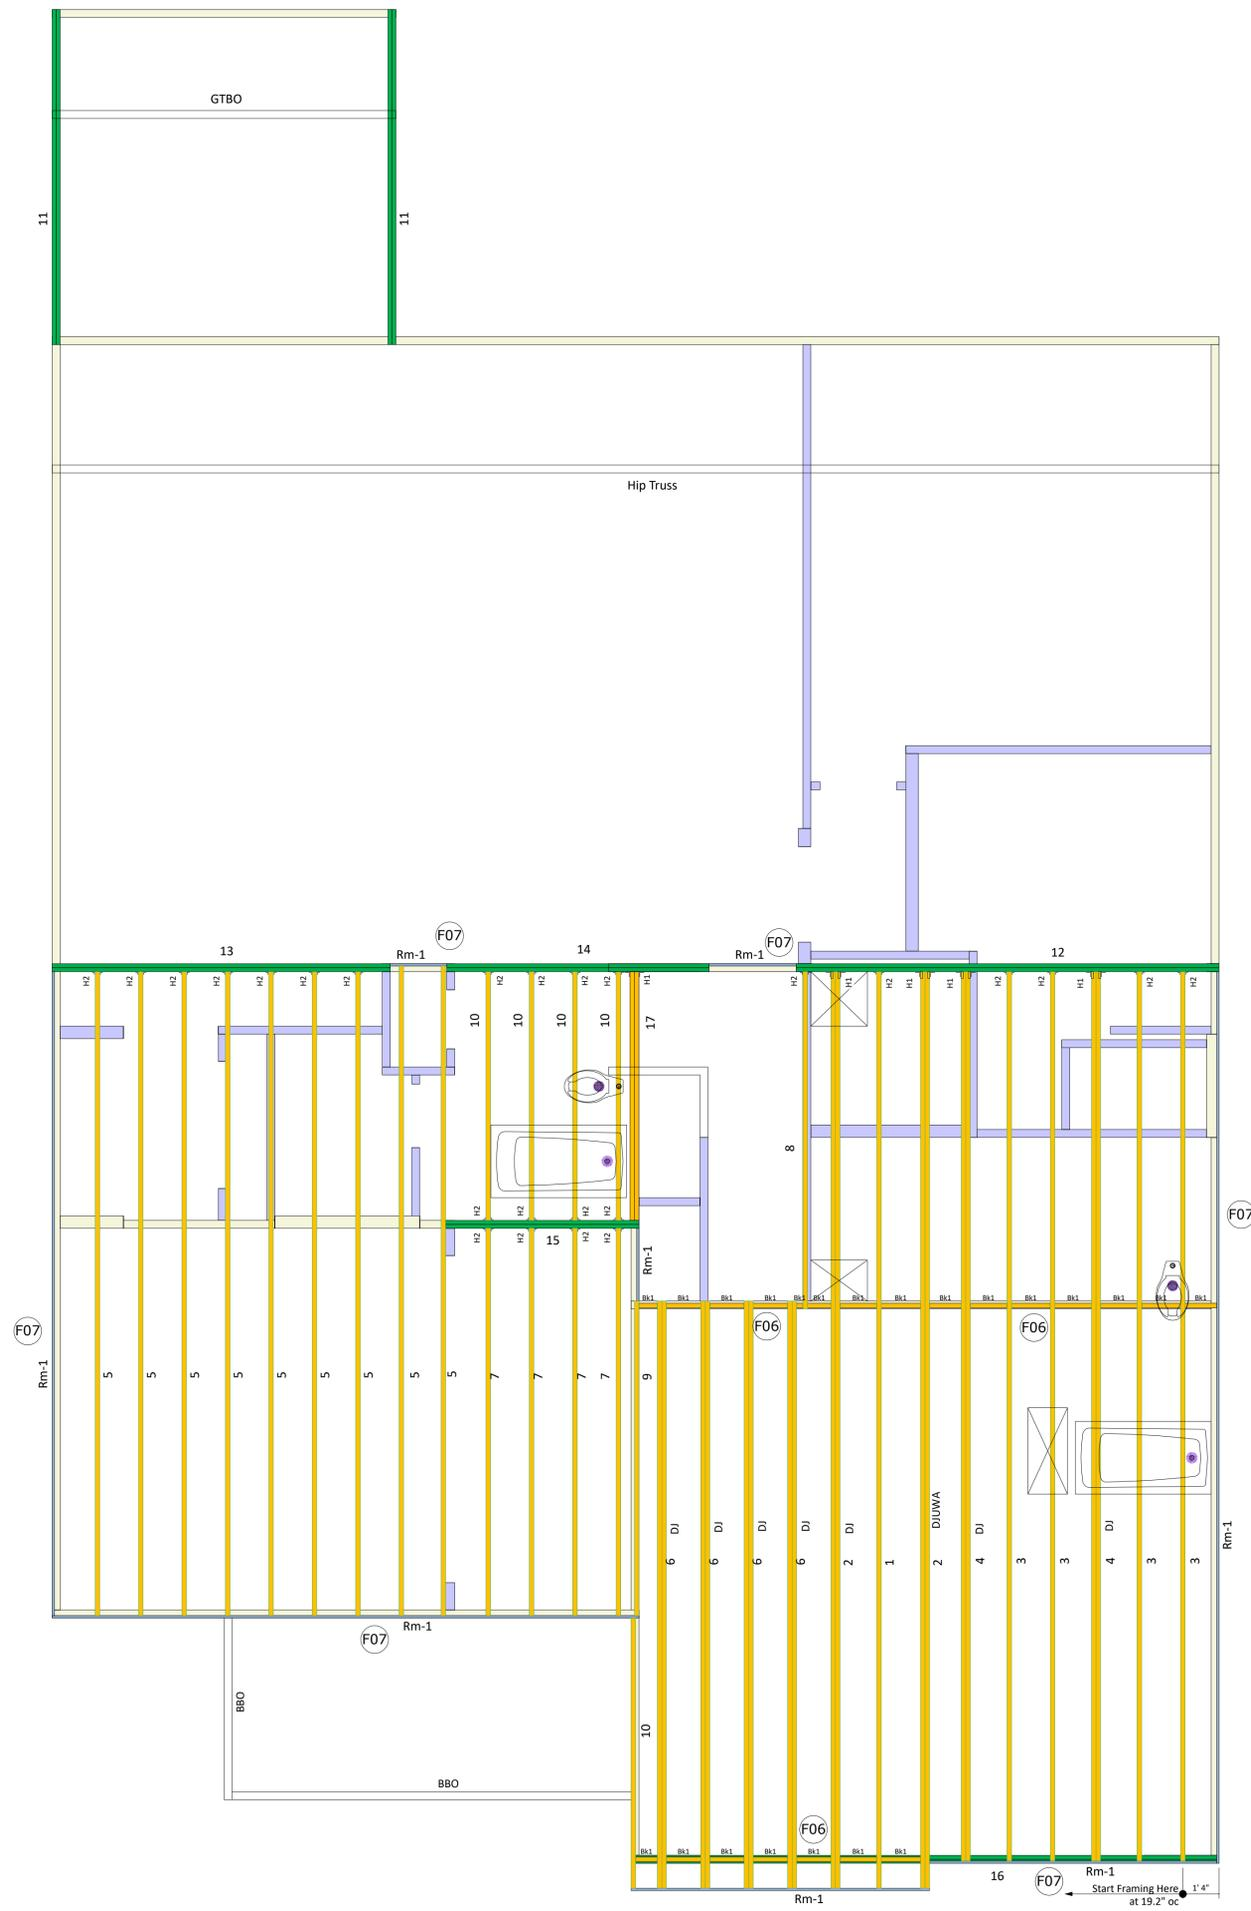 GTBO
11
11
Hip Truss
F07
F07
13
Rm-1
14
Rm-1
12
H2
H2
H2
H2
H2
H2
H2
H2
H2
H2
H2
H1
H2
H1
H2
H1
H1
H2
H2
H1
H2
H2
10
10
10
10
17
8
H2
H2
H2
H2
F07
H2
H2
H2
H2
15
Rm-1
Bk1
Bk1
Bk1
Bk1
Bk1
Bk1
Bk1
Bk1
Bk1
Bk1
Bk1
Bk1
Bk1
Bk1
F07
F06
F06
Rm-1
5
5
5
5
5
5
5
5
5
7
7
7
7
9
DJ
DJ
DJ
DJ
DJ
DJUWA
DJ
DJ
Rm-1
6
6
6
6
2
1
2
4
3
3
4
3
3
Rm-1
F07
BBO
10
BBO
F06
Bk1
Bk1
Bk1
Bk1
Bk1
Bk1
Bk1
16
F07
Rm-1
Start Framing Here
at 19.2" oc
1' 4"
Rm-1